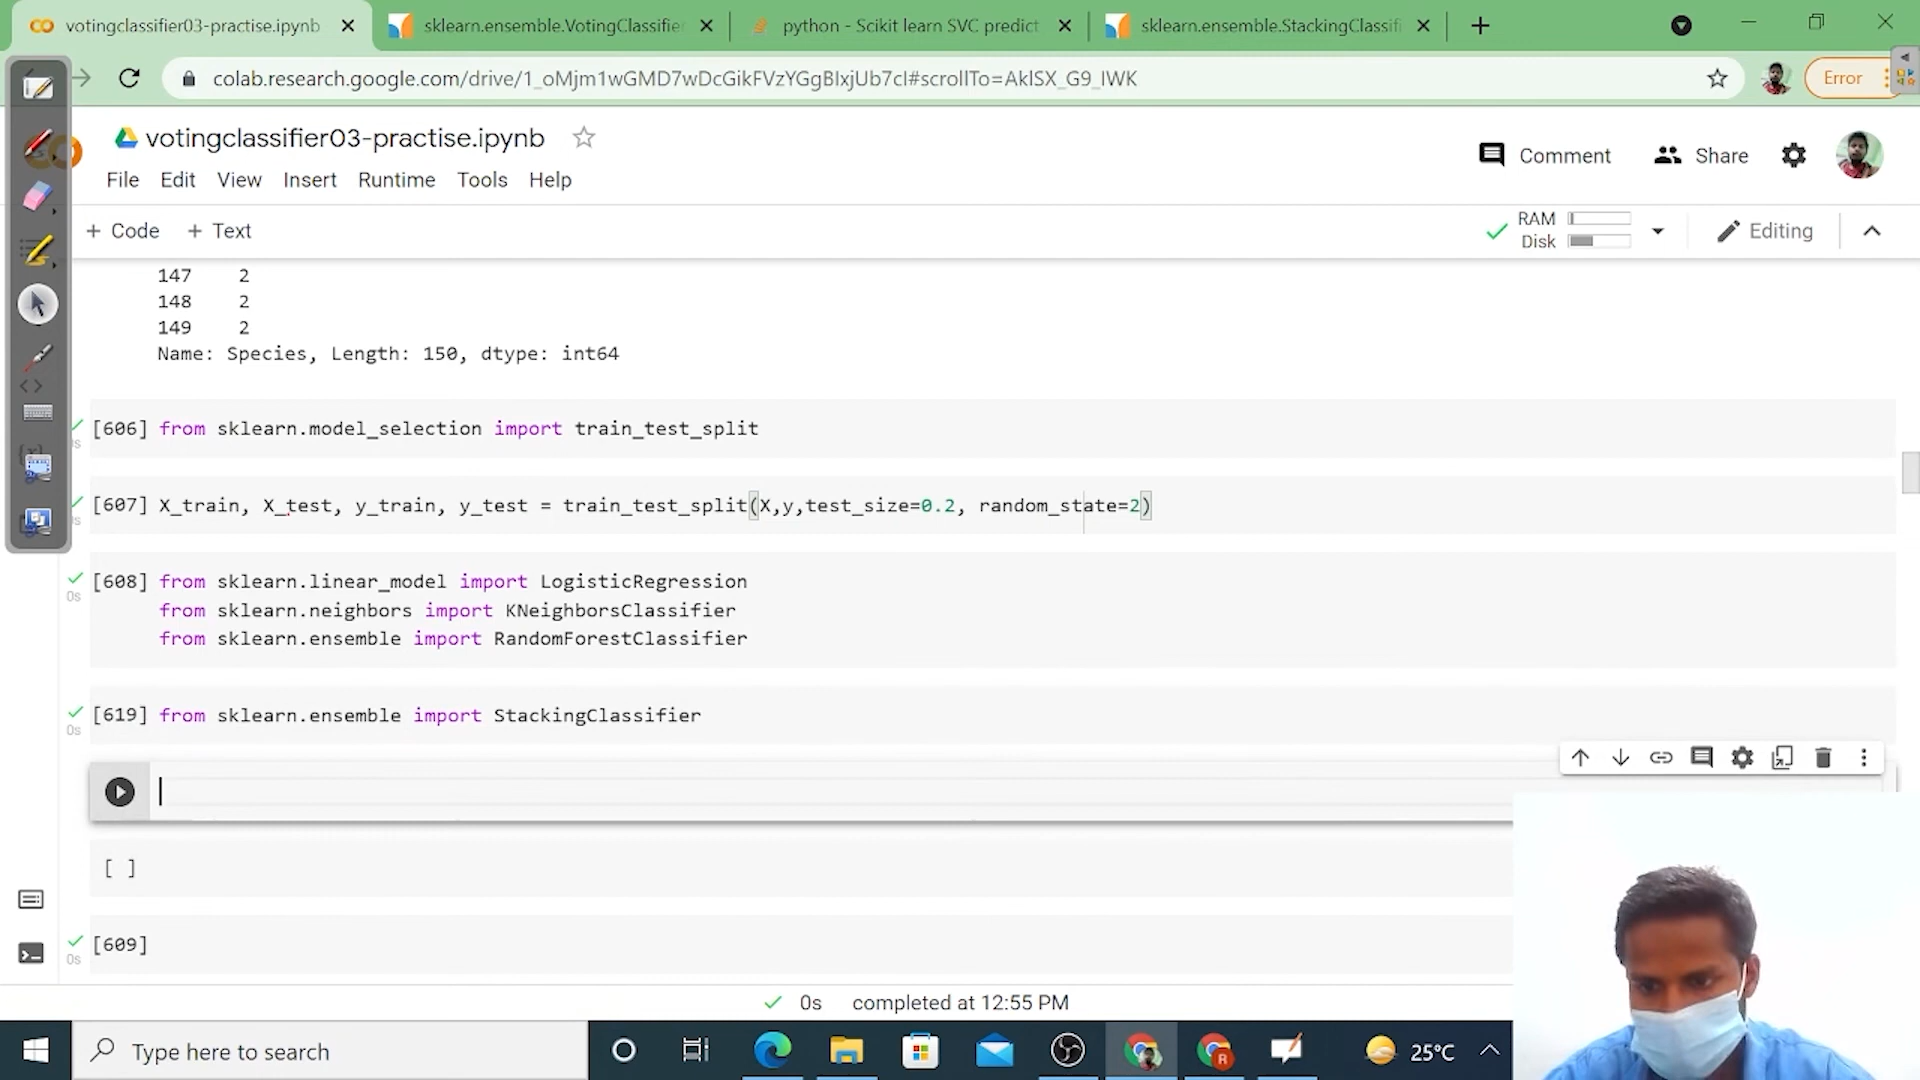 votingclassifier03-practise.ipynb
sklearn.ensemble.VotingClassifier
python - Scikit learn SVC predict
sklearn.ensemble.StackingClassifi
colab.research.google.com/drive/1_oMjm1wGMD7wDcGikFVzYGgBIxjUb7cI#scrollTo=AklSX_G9_IWK
Error
votingclassifier03-practise.ipynb
Comment
Share
File Edit View Insert Runtime Tools Help
+ Code + Text
RAM
Disk
Editing
147 2
148 2
149 2
Name: Species, Length: 150, dtype: int64
[606] from sklearn.model_selection import train_test_split
[607] X_train, X_test, y_train, y_test = train_test_split(X,y,test_size=0.2, random_state=2)
[608] from sklearn.linear_model import LogisticRegression
0s
from sklearn.neighbors import KNeighborsClassifier
from sklearn.ensemble import RandomForestClassifier
[619] from sklearn.ensemble import StackingClassifier
0s
[ ]
[609]
0s
0s completed at 12:55 PM
Type here to search
R
25°C